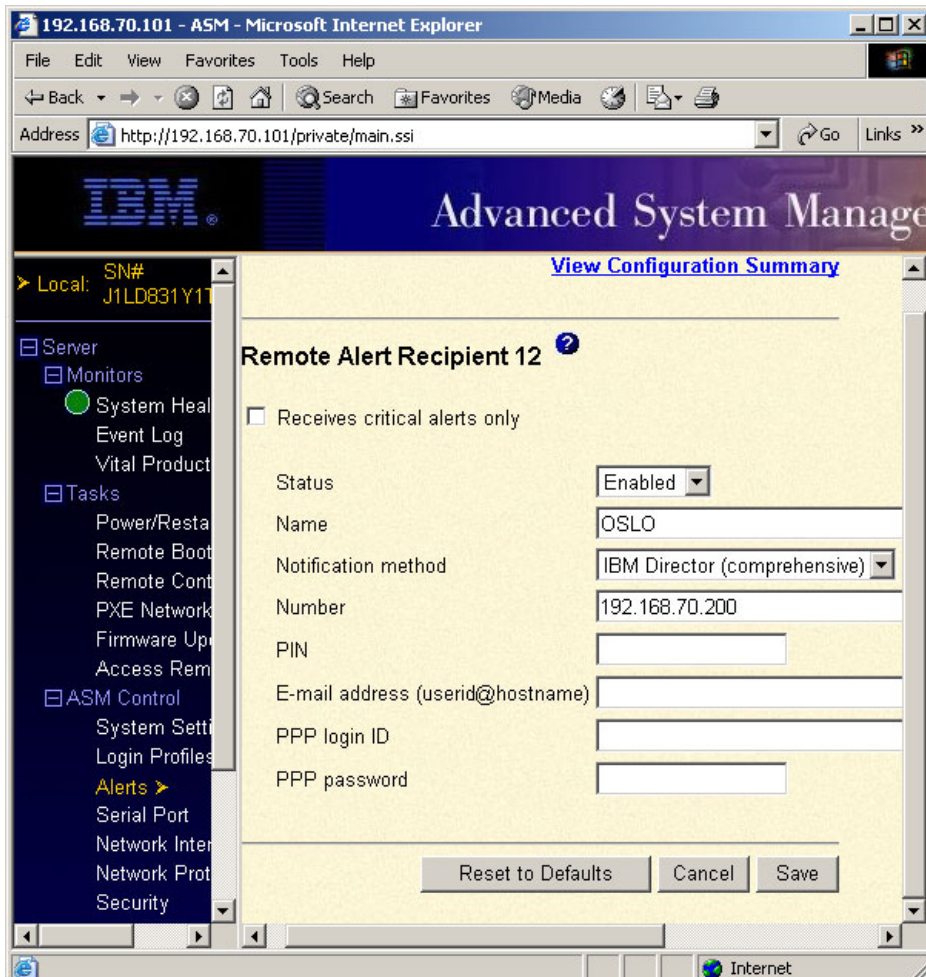 192.168.70.101 - ASM - Microsoft Internet Explorer
File Edit View Favorites Tools Help
Back Search Favorites Media
Address http://192.168.70.101/private/main.ssi Go Links »
IBM® Advanced System Manage
Local: SN# J1LD831Y1T
Server
Monitors
System Heal
Event Log
Vital Product
Tasks
Power/Resta
Remote Boot
Remote Cont
PXE Network
Firmware Up
Access Rem
ASM Control
System Setti
Login Profiles
Alerts
Serial Port
Network Inter
Network Prot
Security
View Configuration Summary
Remote Alert Recipient 12 ?
Receives critical alerts only
Status Enabled
Name OSLO
Notification method IBM Director (comprehensive)
Number 192.168.70.200
PIN
E-mail address (userid@hostname)
PPP login ID
PPP password
Reset to Defaults Cancel Save
Internet